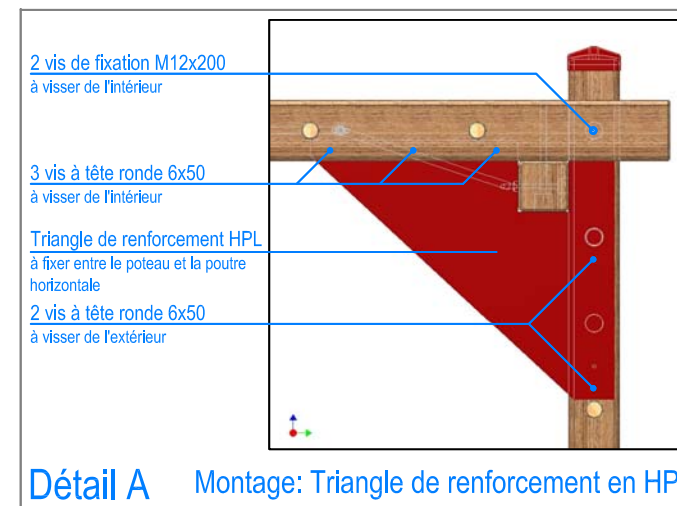 2 vis de fixation M12x200
à visser de l'intérieur
3 vis à tête ronde 6x50
à visser de l'intérieur
Triangle de renforcement HPL
à fixer entre le poteau et la poutre
horizontale
2 vis à tête ronde 6x50
à visser de l'extérieur
Détail A Montage: Triangle de renforcement en HP